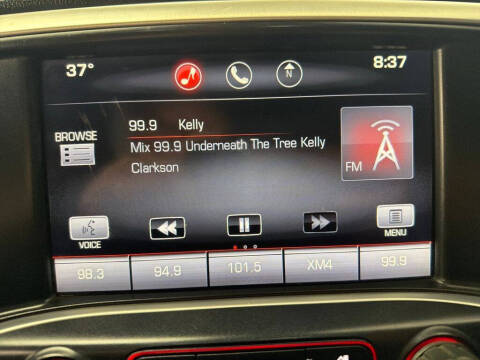 37°
8:37
N
BROWSE
99.9 Kelly
Mix 99.9 Underneath The Tree Kelly
Clarkson
FM
VOICE
MENU
98.3 94.9 101.5 XM4 99.9